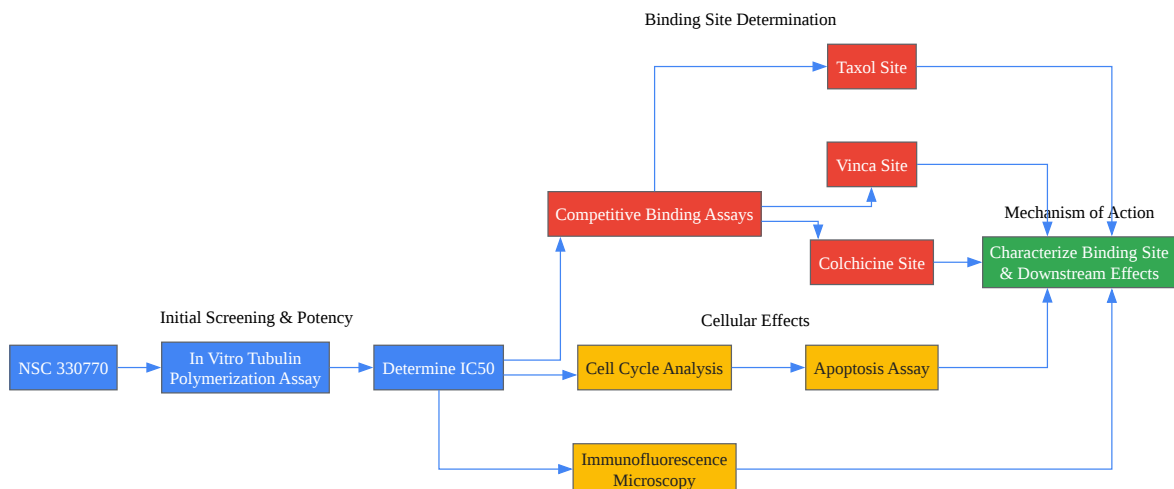 Binding Site Determination
Taxol Site
Vinca Site
Competitive Binding Assays
Mechanism of Action
Colchicine Site
Characterize Binding Site
& Downstream Effects
Initial Screening & Potency
Cellular Effects
NSC 330770
In Vitro Tubulin
Polymerization Assay
Determine IC50
Cell Cycle Analysis
Apoptosis Assay
Immunofluorescence
Microscopy